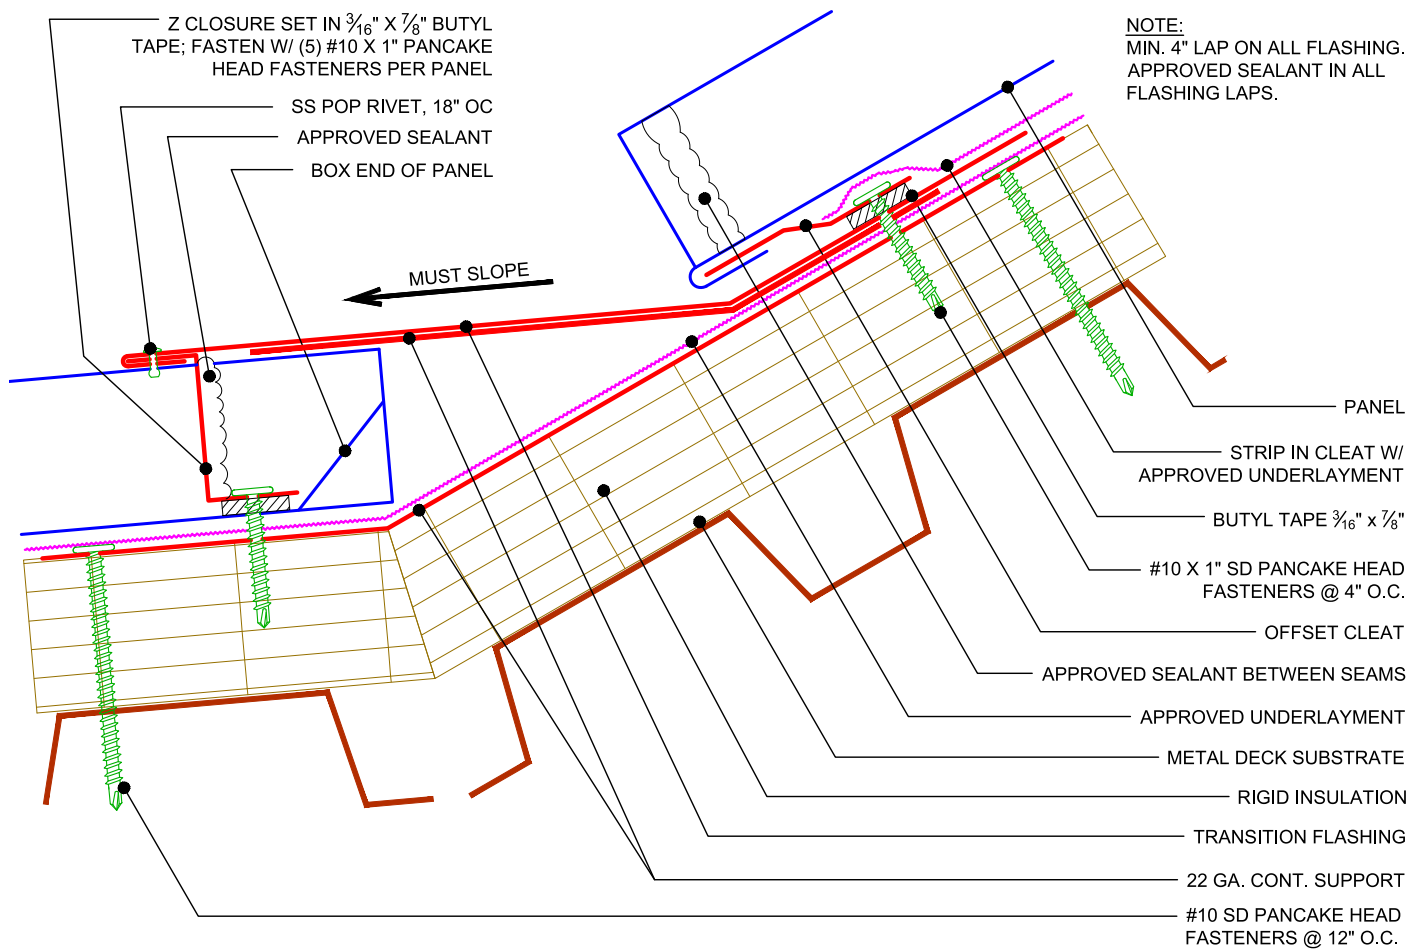 Z CLOSURE SET IN 3/16" X 7/8" BUTYL
TAPE; FASTEN W/ (5) #10 X 1" PANCAKE
HEAD FASTENERS PER PANEL
SS POP RIVET, 18" OC
APPROVED SEALANT
BOX END OF PANEL
NOTE:
MIN. 4" LAP ON ALL FLASHING.
APPROVED SEALANT IN ALL
FLASHING LAPS.
MUST SLOPE
PANEL
STRIP IN CLEAT W/
APPROVED UNDERLAYMENT
BUTYL TAPE 3/16" x 7/8"
#10 X 1" SD PANCAKE HEAD
FASTENERS @ 4" O.C.
OFFSET CLEAT
APPROVED SEALANT BETWEEN SEAMS
APPROVED UNDERLAYMENT
METAL DECK SUBSTRATE
RIGID INSULATION
TRANSITION FLASHING
22 GA. CONT. SUPPORT
#10 SD PANCAKE HEAD
FASTENERS @ 12" O.C.